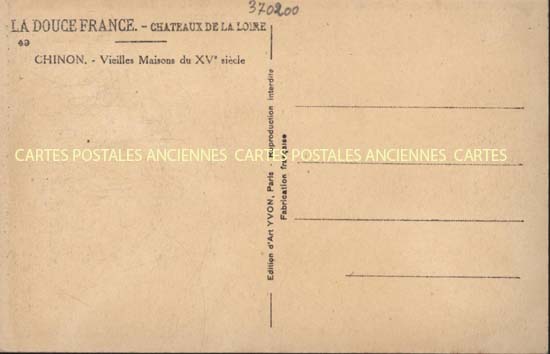 370200
LA DOUCE FRANCE. - CHATEAUX DE LA LOIRE
49
CHINON. - Vieilles Maisons du XVe siècle
CARTES POSTALES ANCIENNES CARTES POSTALES ANCIENNES CARTES
Edition d'Art YVON, Paris - Reproduction interdite
Fabrication française